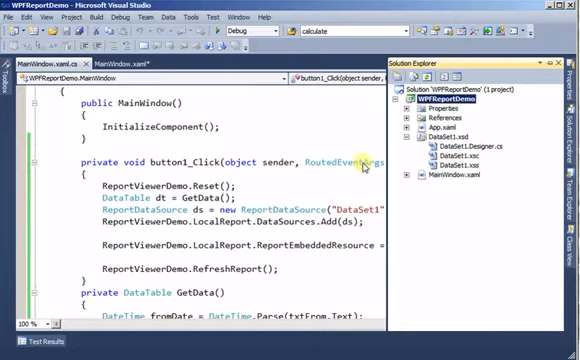 WPFReportDemo - Microsoft Visual Studio
File Edit View Project Build Debug Team Data Tools Test Window Help
Debug
calculate
MainWindow.xaml.cs MainWindow.xaml*
WPFReportDemo.MainWindow
button1_Click(object sender,
{
public MainWindow()
{
InitializeComponent();
}
private void button1_Click(object sender, RoutedEventArgs
{
ReportViewerDemo.Reset();
DataTable dt = GetData();
ReportDataSource ds = new ReportDataSource("DataSet1"
ReportViewerDemo.LocalReport.DataSources.Add(ds);
ReportViewerDemo.LocalReport.ReportEmbeddedResource =
ReportViewerDemo.RefreshReport();
}
private DataTable GetData()
{
DateTime fromDate = DateTime.Parse(txtFrom.Text);
100 %
Test Results
Toolbox
Solution Explorer
Solution 'WPFReportDemo' (1 project)
WPFReportDemo
Properties
References
App.xaml
DataSet1.xsd
DataSet1.Designer.cs
DataSet1.xsc
DataSet1.xss
MainWindow.xaml
Properties
Team Explorer
Class View